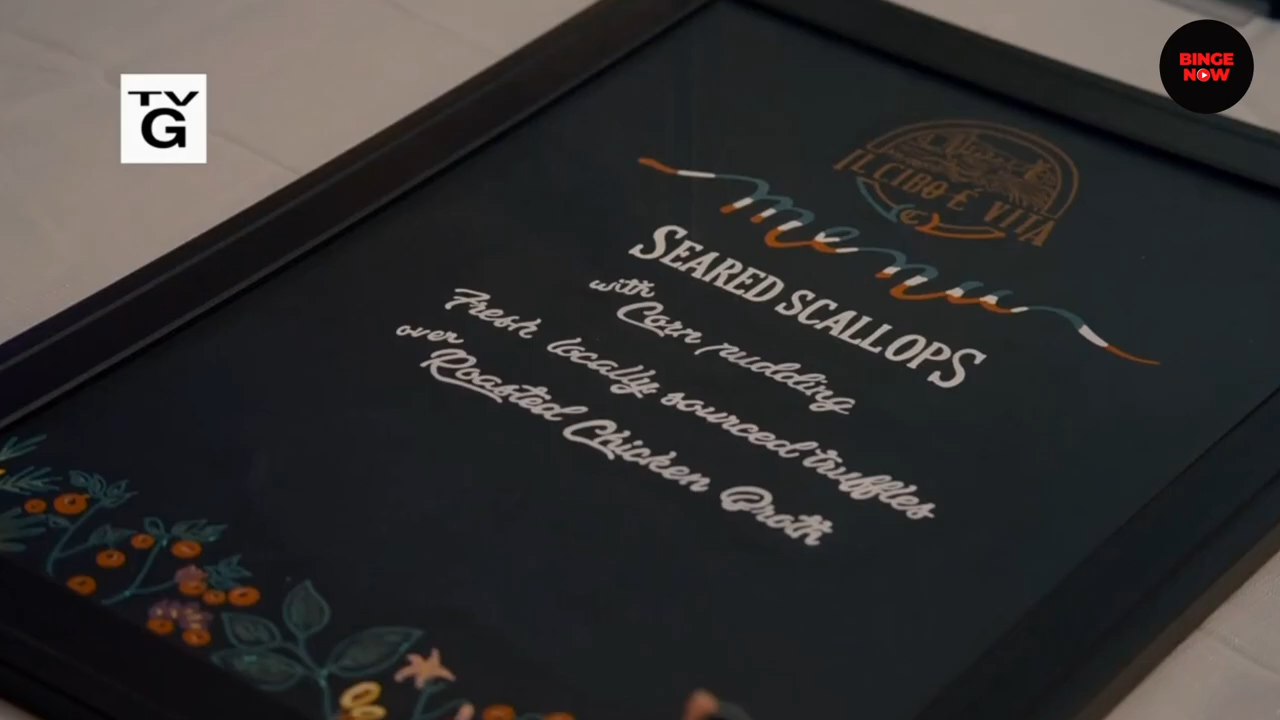 TV
G
BINGE
NOW
IL CIBO É VITA
menu
SEARED SCALLOPS
with
Corn pudding
Fresh locally sourced truffles
over
Roasted Chicken Broth